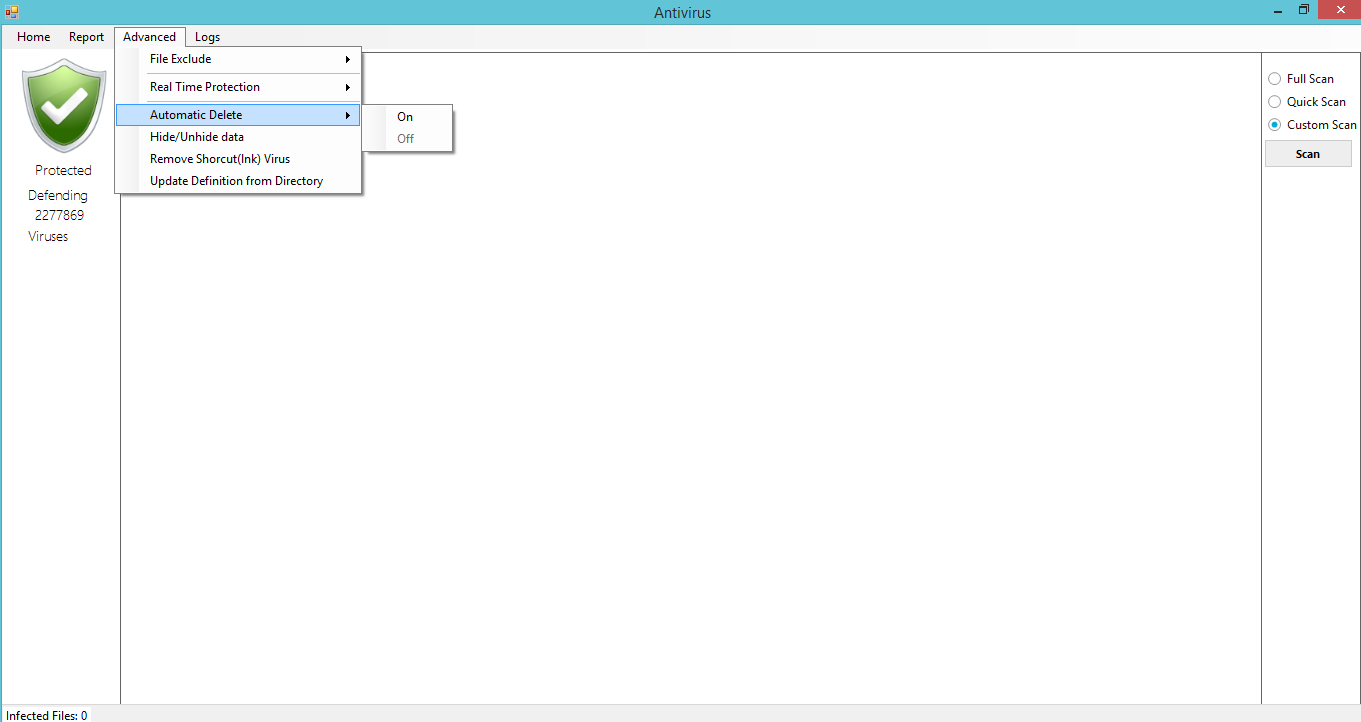 Antivirus
Home Report Advanced Logs
File Exclude
Real Time Protection
Automatic Delete
On
Off
Hide/Unhide data
Remove Shorcut(Ink) Virus
Update Definition from Directory
Protected
Defending
2277869
Viruses
Full Scan
Quick Scan
Custom Scan
Scan
Infected Files: 0